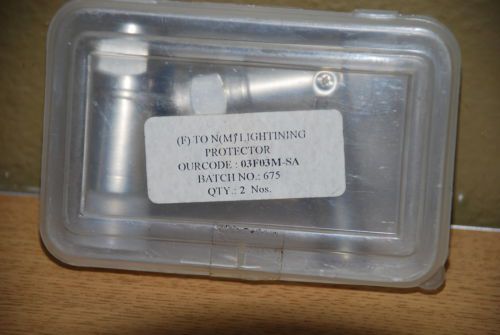 (F) TO N(M) LIGHTINING
PROTECTOR
OURCODE : 03F03M-SA
BATCH NO.: 675
QTY.: 2 Nos.